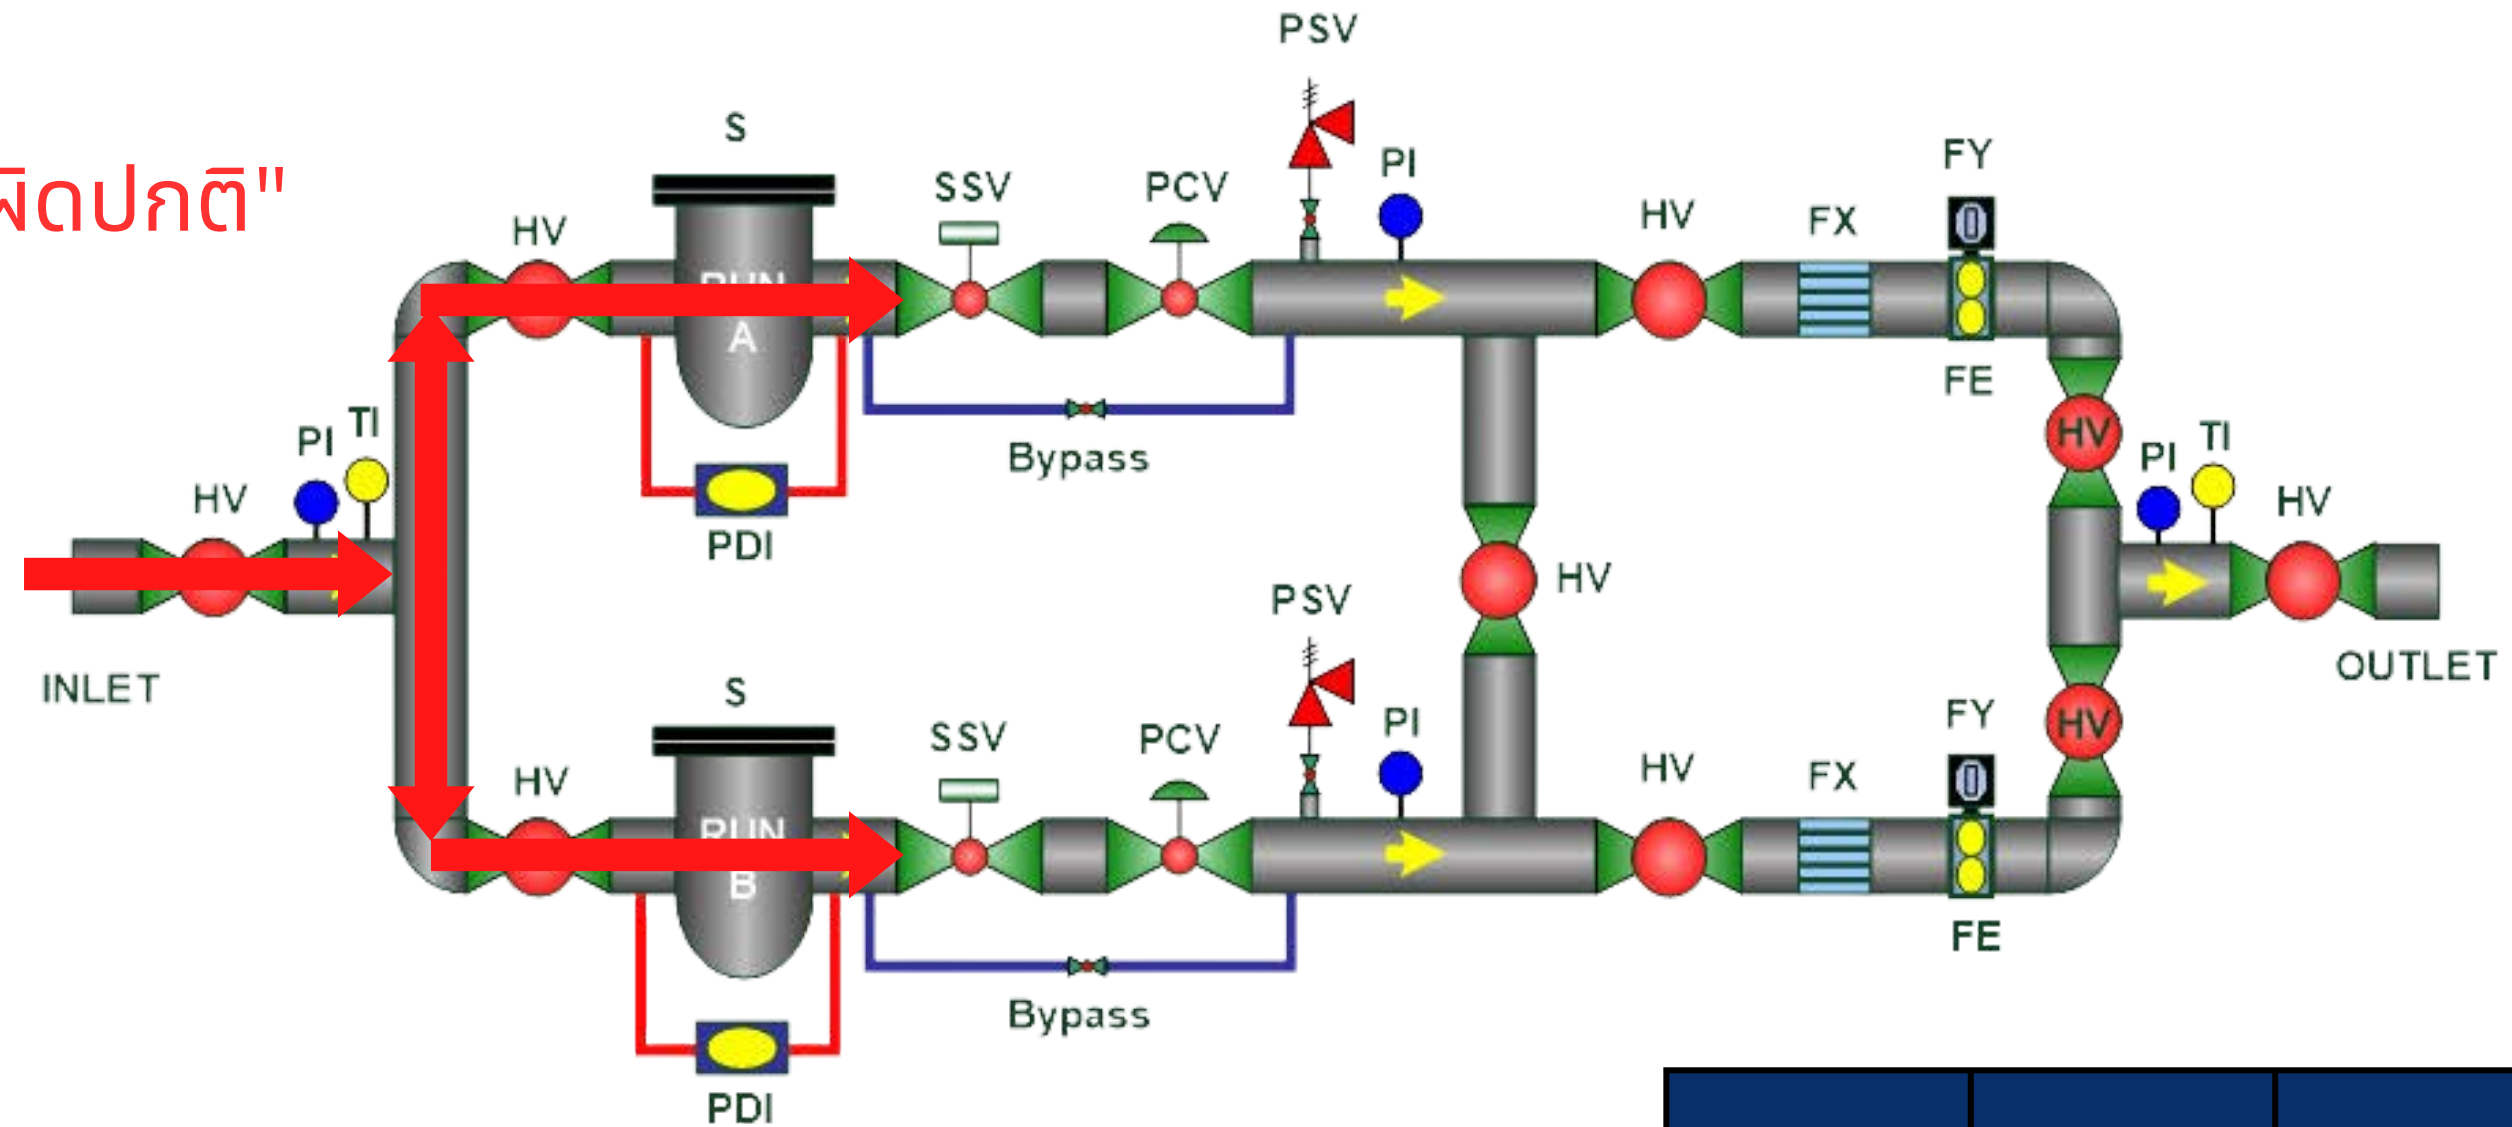 PSV
S
ผิดปกติ"
SSV
PCV
PI
FY
HV
HV
FX
RUN
A
FE
HV
PI
TI
Bypass
HV
PDI
PI
TI
HV
HV
PSV
INLET
OUTLET
S
SSV
PCV
PI
HV
FY
HV
HV
FX
RUN
B
FE
Bypass
PDI